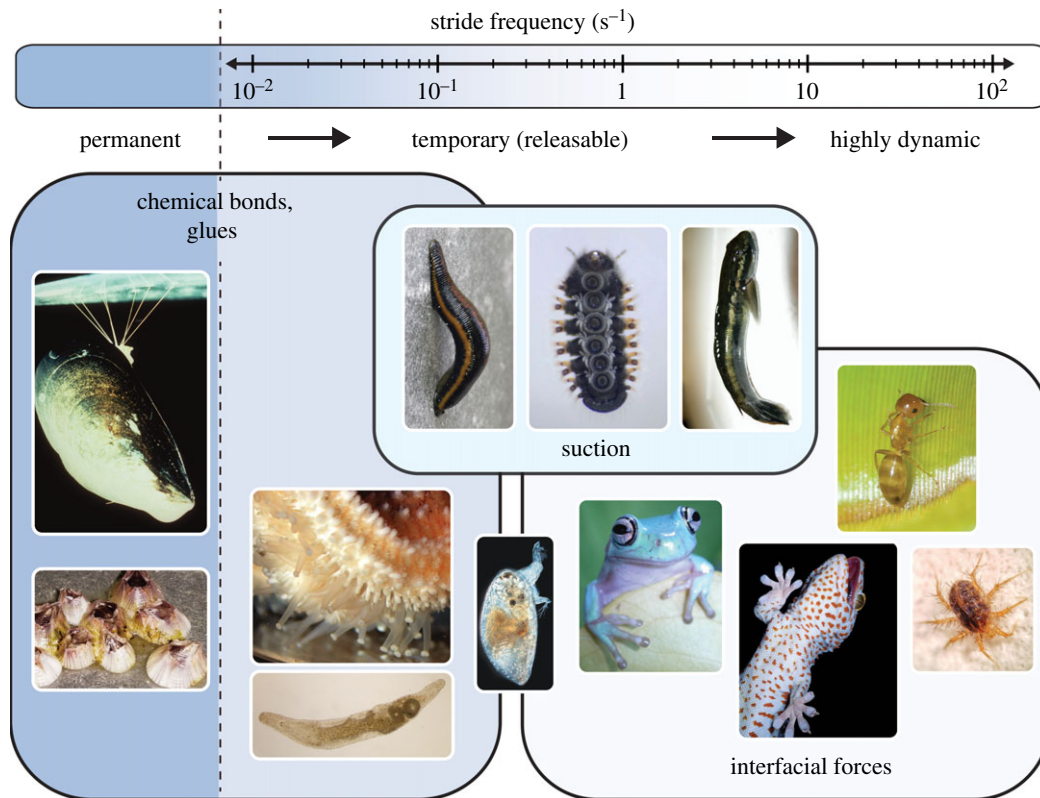 stride frequency (s⁻¹)
10⁻² 10⁻¹ 1 10 10²
permanent temporary (releasable) highly dynamic
chemical bonds,
glues
suction
interfacial forces